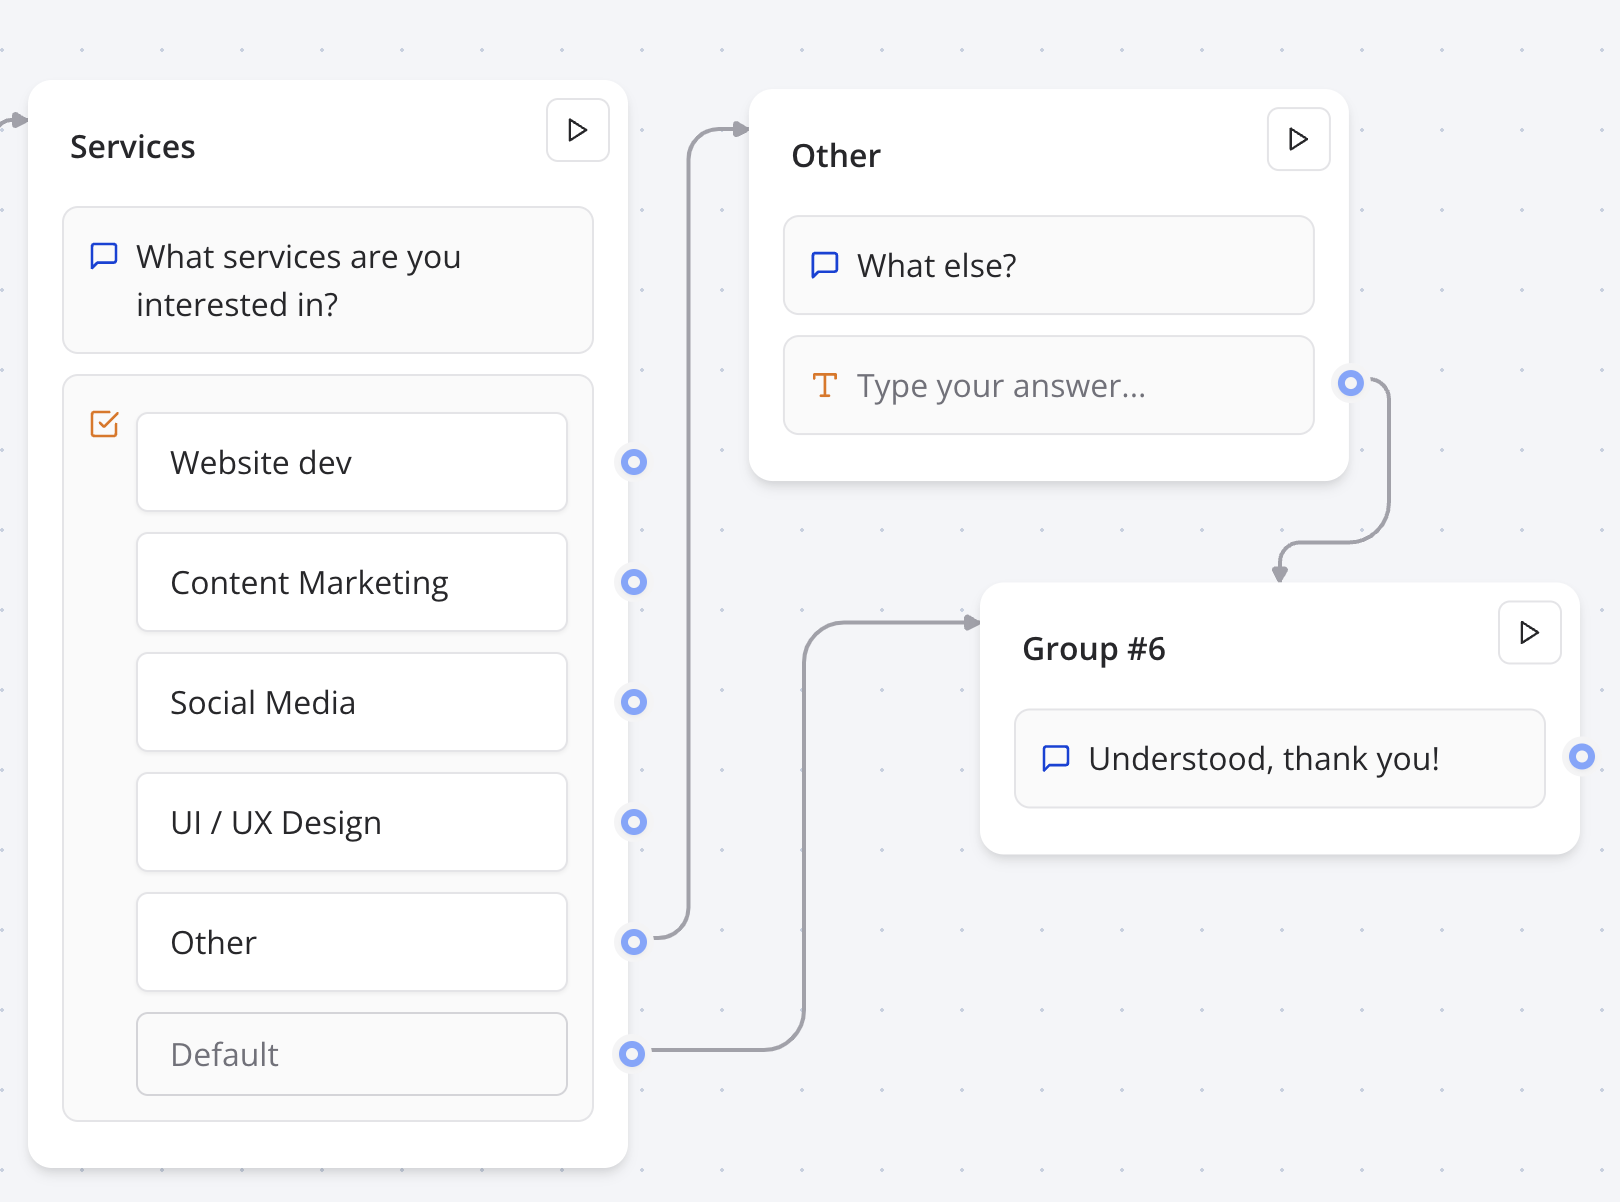 Services
What services are you
interested in?
Website dev
Content Marketing
Social Media
UI / UX Design
Other
Default
Other
What else?
Type your answer...
Group #6
Understood, thank you!